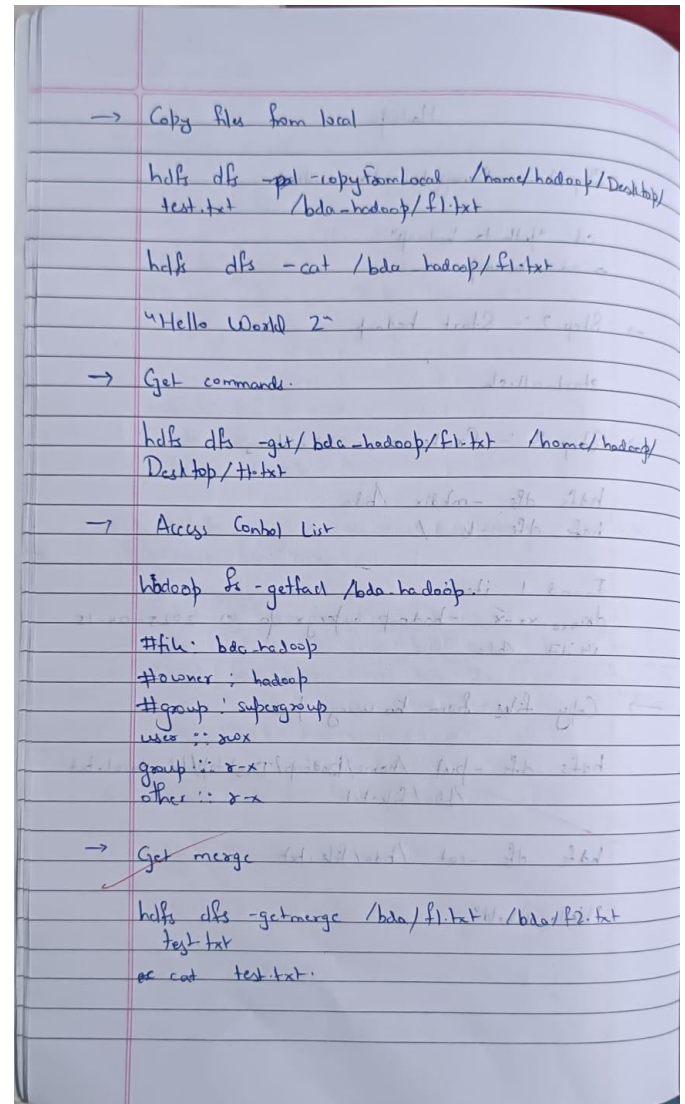 → Copy files from local
hdfs dfs -copyFromLocal /home/hadoop/Desktop/
test.txt /bda-hadoop/f1.txt
hdfs dfs -cat /bda hadoop/f1.txt
"Hello World 2"
→ Get commands.
hdfs dfs -get/bda-hadoop/f1.txt /home/hadoop/
Desktop/t1.txt
→ Access Control List
hadoop fs -getfacl /bda-hadoop.
#file: bda-hadoop
#owner : hadoop
#group : supergroup
user :: rwx
group :: r-x
other :: r-x
→ Get merge
hdfs dfs -getmerge /bda/f1.txt /bda/f2.txt
test txt
cat test.txt.